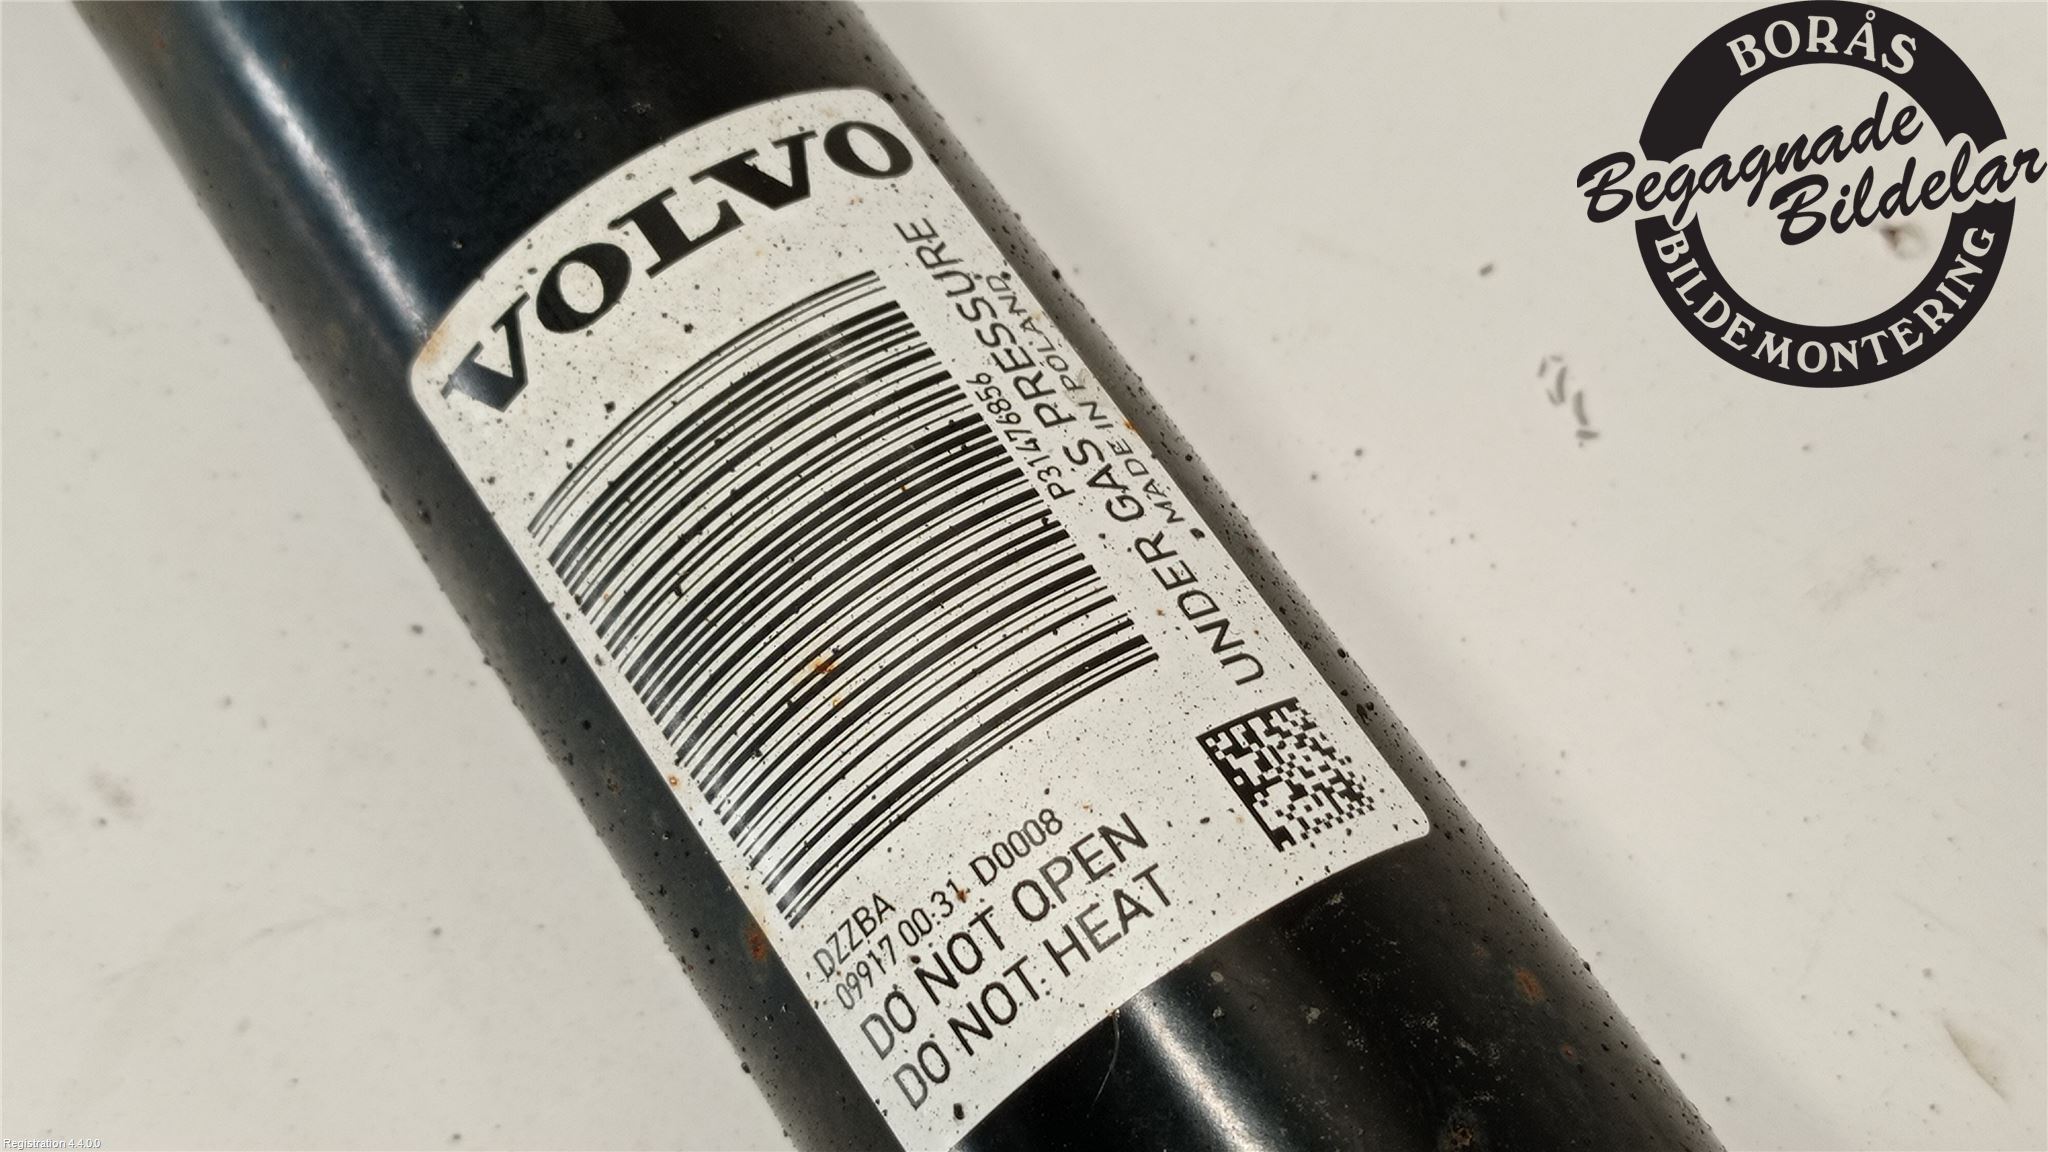 VOLVO
P31476856
UNDER GAS PRESSURE
MADE IN POLAND
DZZBA
09917 00:31 D0008
DO NOT OPEN
DO NOT HEAT
BORÅS
Begagnade
Bildelar
BILDEMONTERING
Registration 4.4.0.0